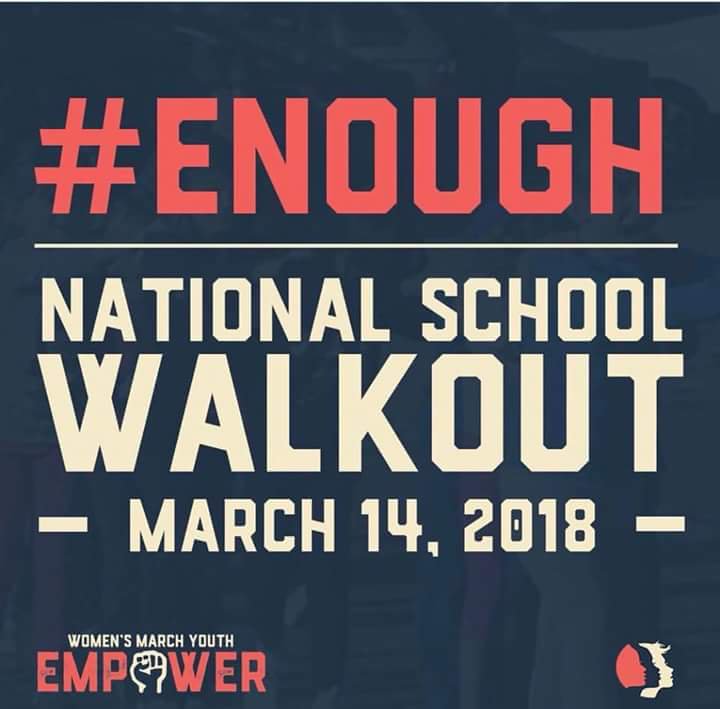 #ENOUGH
NATIONAL SCHOOL
WALKOUT
- MARCH 14, 2018 -
WOMEN'S MARCH YOUTH
EMPOWER